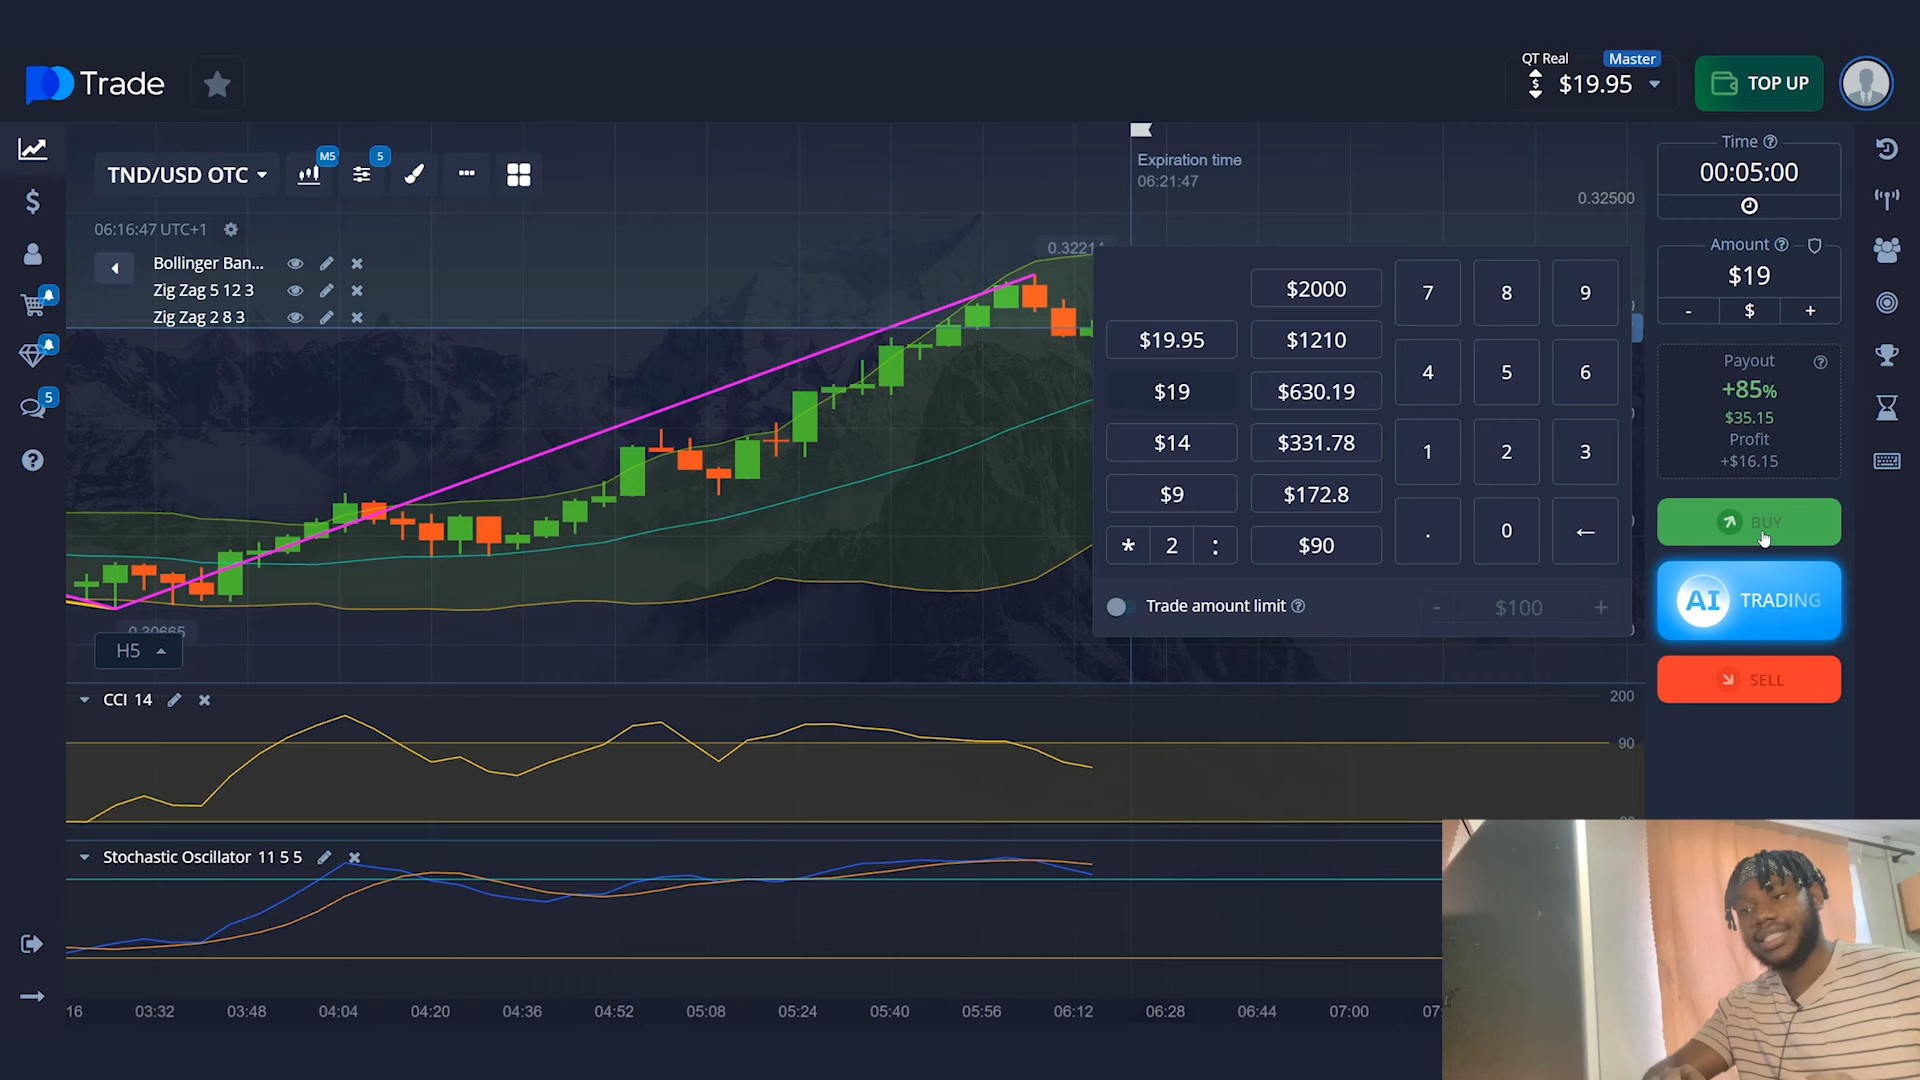 Trade
QT Real
Master
$19.95
TOP UP
TND/USD OTC
M5
5
Expiration time
06:21:47
0.32500
Time
00:05:00
06:16:47 UTC+1
Bollinger Ban...
Zig Zag 5 12 3
Zig Zag 2 8 3
0.32214
Amount
$19
- $ +
$2000
$19.95
$1210
$19
$630.19
$14
$331.78
$9
$172.8
* 2 :
$90
7 8 9
4 5 6
1 2 3
. 0 ←
Trade amount limit
- $100 +
Payout
+85%
$35.15
Profit
+$16.15
BUY
AI TRADING
SELL
5
0.30665
H5
CCI 14
200
90
Stochastic Oscillator 11 5 5
16 03:32 03:48 04:04 04:20 04:36 04:52 05:08 05:24 05:40 05:56 06:12 06:28 06:44 07:00